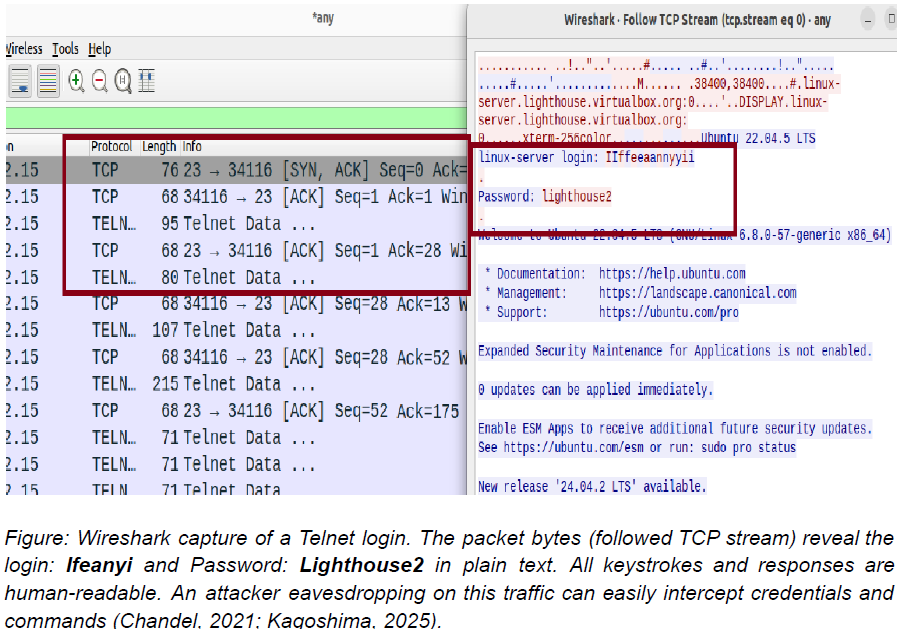 *any
Wireless Tools Help
n Protocol Length Info
2.15 TCP 76 23 → 34116 [SYN, ACK] Seq=0 Ack=
2.15 TCP 68 34116 → 23 [ACK] Seq=1 Ack=1 Win
2.15 TELN… 95 Telnet Data ...
2.15 TCP 68 23 → 34116 [ACK] Seq=1 Ack=28 Wi
2.15 TELN… 80 Telnet Data ...
2.15 TCP 68 34116 → 23 [ACK] Seq=28 Ack=13 W
2.15 TELN… 107 Telnet Data ...
2.15 TCP 68 34116 → 23 [ACK] Seq=28 Ack=52 W
2.15 TELN… 215 Telnet Data ...
2.15 TCP 68 23 → 34116 [ACK] Seq=52 Ack=175
2.15 TELN… 71 Telnet Data ...
2.15 TELN… 71 Telnet Data ...
2.15 TELN 71 Telnet Data
Wireshark · Follow TCP Stream (tcp.stream eq 0) · any
........... ..!.."..'.....#..... ..#..'........!..".....
.....#.....'.............M...... .38400,38400....#.linux-
server.lighthouse.virtualbox.org:0....'..DISPLAY.linux-
server.lighthouse.virtualbox.org:
0......xterm-256color.............Ubuntu 22.04.5 LTS
linux-server login: IIffeeaannyyii
.
Password: lighthouse2
.
Welcome to Ubuntu 22.04.5 LTS (GNU/Linux 6.8.0-57-generic x86_64)
* Documentation: https://help.ubuntu.com
* Management: https://landscape.canonical.com
* Support: https://ubuntu.com/pro
Expanded Security Maintenance for Applications is not enabled.
0 updates can be applied immediately.
Enable ESM Apps to receive additional future security updates.
See https://ubuntu.com/esm or run: sudo pro status
New release '24.04.2 LTS' available.
Figure: Wireshark capture of a Telnet login. The packet bytes (followed TCP stream) reveal the
login: Ifeanyi and Password: Lighthouse2 in plain text. All keystrokes and responses are
human-readable. An attacker eavesdropping on this traffic can easily intercept credentials and
commands (Chandel, 2021; Kagoshima, 2025).